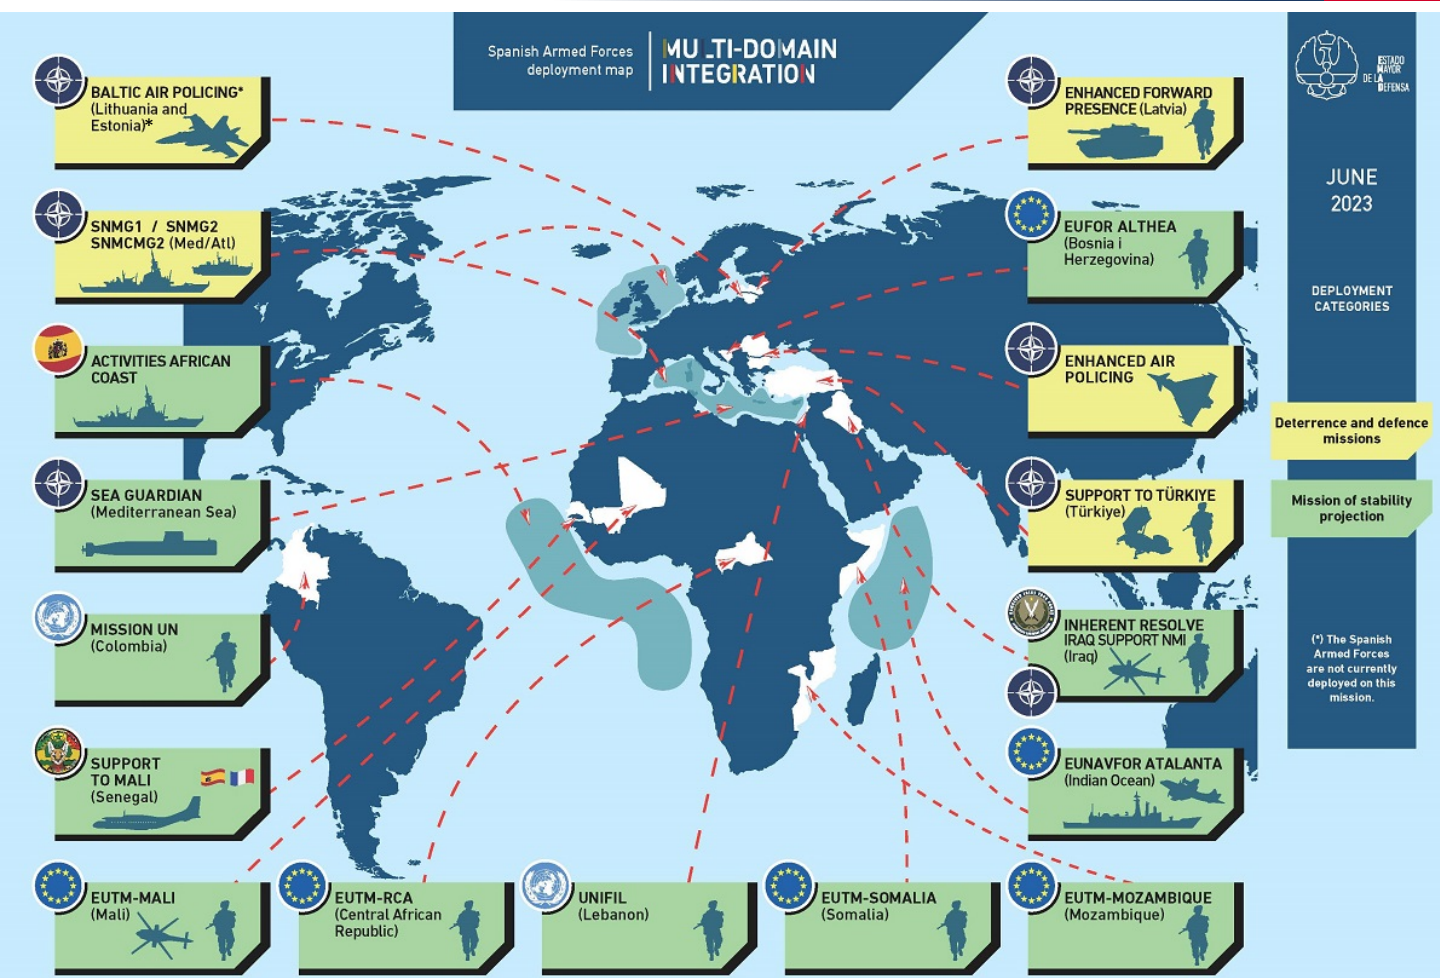 Spanish Armed Forces
deployment map
MULTI-DOMAIN
INTEGRATION
ESTADO
MAYOR
DE LA DEFENSA
JUNE
2023
DEPLOYMENT
CATEGORIES
Deterrence and defence
missions
Mission of stability
projection
(*) The Spanish
Armed Forces
are not currently
deployed on this
mission.
BALTIC AIR POLICING*
(Lithuania and
Estonia)*
SNMG1 / SNMG2
SNMCMG2 (Med/Atl)
ACTIVITIES AFRICAN
COAST
SEA GUARDIAN
(Mediterranean Sea)
MISSION UN
(Colombia)
SUPPORT
TO MALI
(Senegal)
EUTM-MALI
(Mali)
EUTM-RCA
(Central African
Republic)
UNIFIL
(Lebanon)
EUTM-SOMALIA
(Somalia)
EUTM-MOZAMBIQUE
(Mozambique)
ENHANCED FORWARD
PRESENCE (Latvia)
EUFOR ALTHEA
(Bosnia i
Herzegovina)
ENHANCED AIR
POLICING
SUPPORT TO TÜRKIYE
(Türkiye)
INHERENT RESOLVE
IRAQ SUPPORT NMI
(Iraq)
EUNAVFOR ATALANTA
(Indian Ocean)